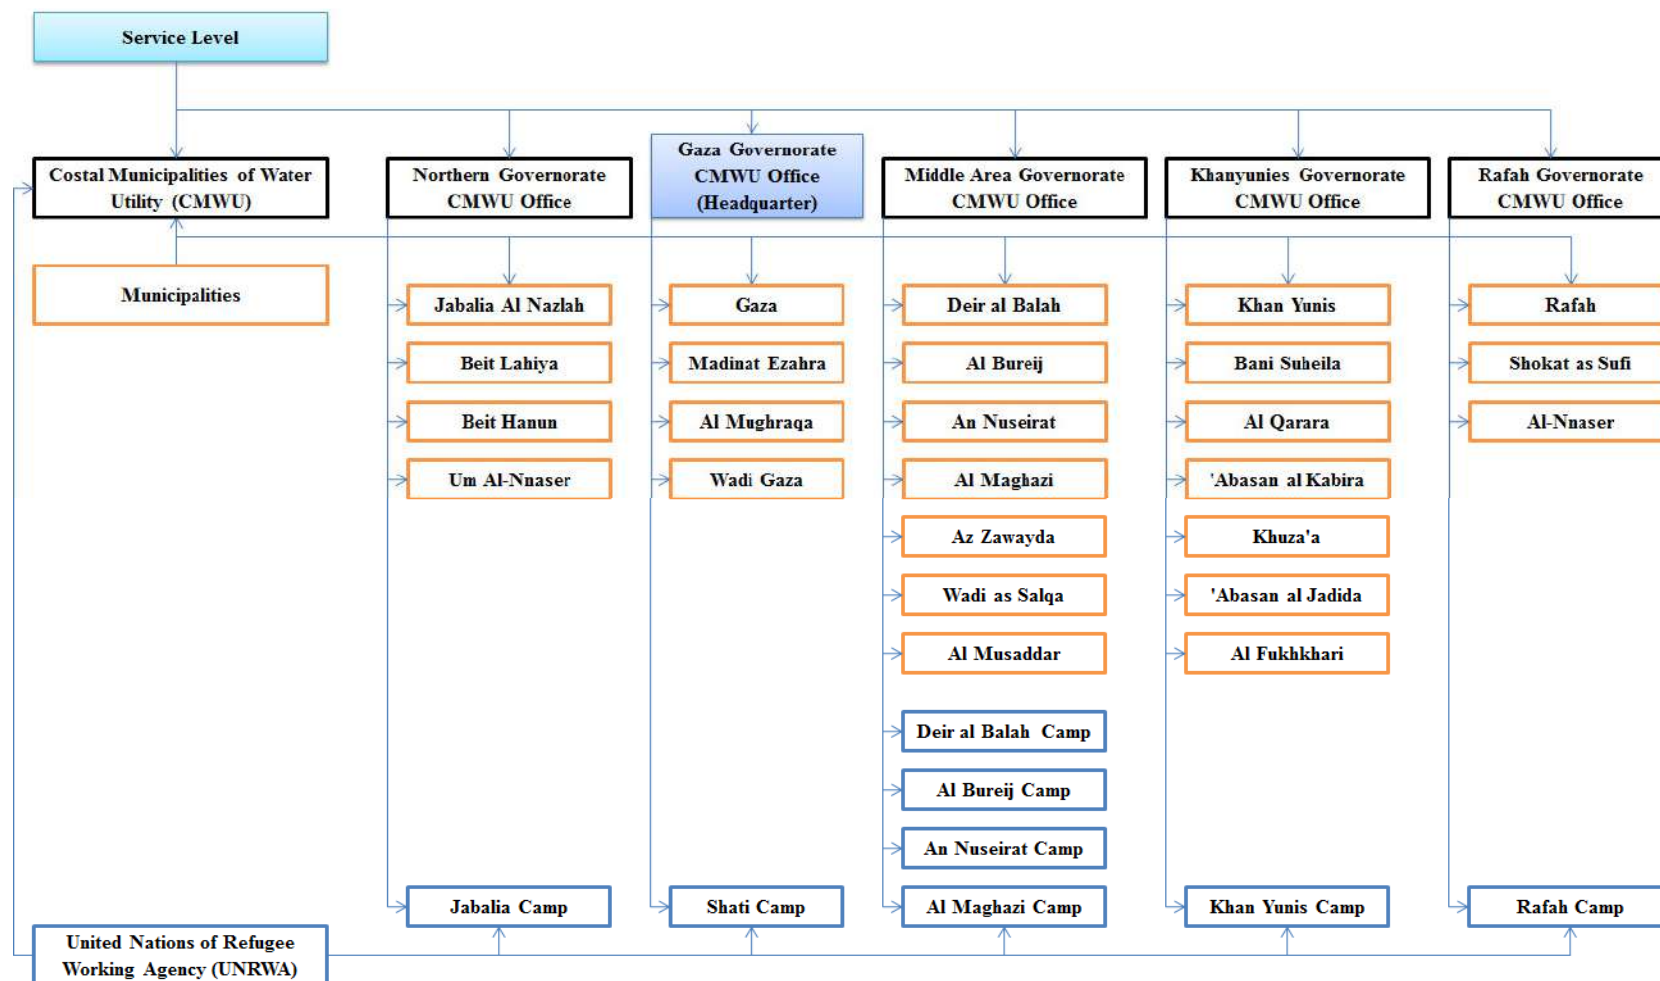 Service Level
Costal Municipalities of Water
Utility (CMWU)
Northern Governorate
CMWU Office
Gaza Governorate
CMWU Office
(Headquarter)
Middle Area Governorate
CMWU Office
Khanyunies Governorate
CMWU Office
Rafah Governorate
CMWU Office
Municipalities
Jabalia Al Nazlah
Gaza
Deir al Balah
Khan Yunis
Rafah
Beit Lahiya
Madinat Ezahra
Al Bureij
Bani Suheila
Shokat as Sufi
Beit Hanun
Al Mughraqa
An Nuseirat
Al Qarara
Al-Nnaser
Um Al-Nnaser
Wadi Gaza
Al Maghazi
'Abasan al Kabira
Az Zawayda
Khuza'a
Wadi as Salqa
'Abasan al Jadida
Al Musaddar
Al Fukhkhari
Deir al Balah Camp
Al Bureij Camp
An Nuseirat Camp
Jabalia Camp
Shati Camp
Al Maghazi Camp
Khan Yunis Camp
Rafah Camp
United Nations of Refugee
Working Agency (UNRWA)